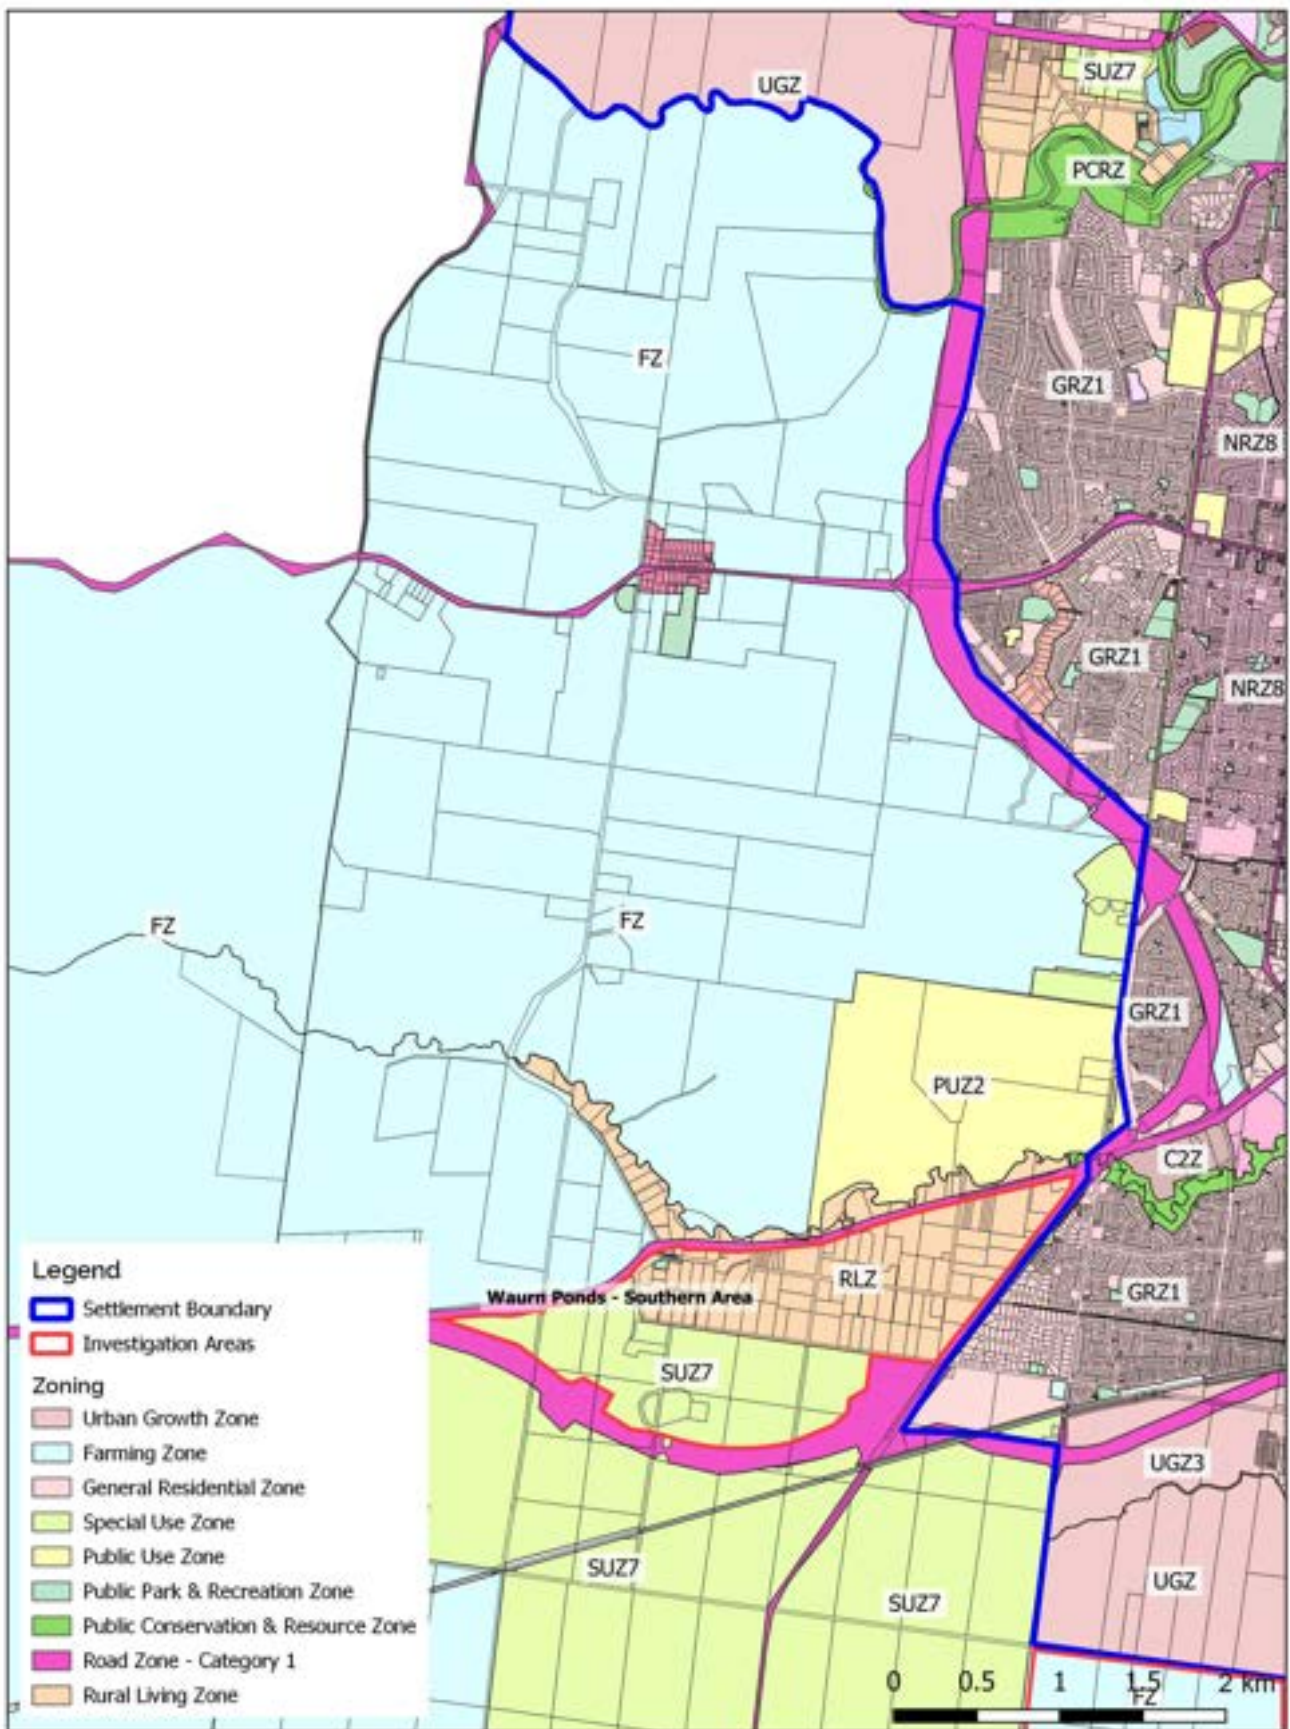 UGZ
SUZ7
PCRZ
FZ
GRZ1
NRZ8
GRZ1
NRZ8
FZ
FZ
GRZ1
PUZ2
C2Z
RLZ
GRZ1
Waurn Ponds - Southern Area
SUZ7
UGZ3
SUZ7
SUZ7
UGZ
Legend
Settlement Boundary
Investigation Areas
Zoning
Urban Growth Zone
Farming Zone
General Residential Zone
Special Use Zone
Public Use Zone
Public Park & Recreation Zone
Public Conservation & Resource Zone
Road Zone - Category 1
Rural Living Zone
0 0.5 1 1.5 2 km
FZ